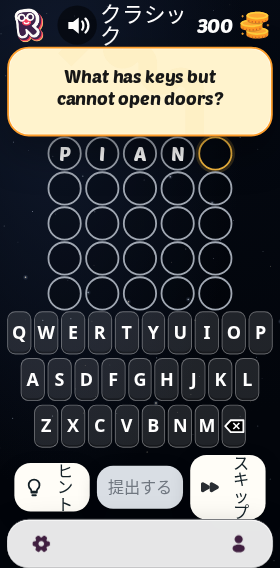 クラシッ
ク
300
What has keys but
cannot open doors?
P I A N
Q W E R T Y U I O P
A S D F G H J K L
Z X C V B N M
ヒ
ン
ト
提出する
ス
キ
ッ
プ